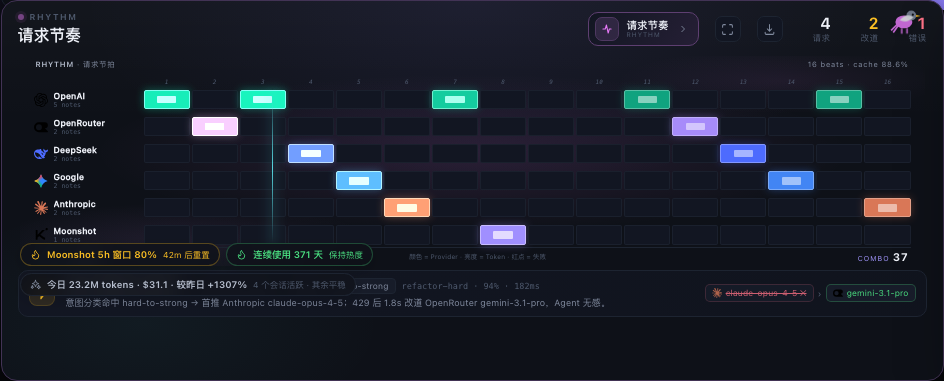 RHYTHM
请求节奏
请求节奏
RHYTHM
4
请求
2
改道
1
错误
RHYTHM · 请求节拍
16 beats · cache 88.6%
1 2 3 4 5 6 7 8 11 12 13 14 15 16
OpenAI
5 notes
OpenRouter
2 notes
DeepSeek
2 notes
Google
2 notes
Anthropic
2 notes
Moonshot
1 notes
Moonshot 5h 窗口 80% 42m 后重置
连续使用 371 天 保持热度
颜色 = Provider · 亮度 = Token · 红点 = 失败
COMBO 37
今日 23.2M tokens · $31.1 · 较昨日 +1307% 4 个会话活跃 · 其余平稳
o-strong refactor-hard · 94% · 182ms
意图分类命中 hard-to-strong → 首推 Anthropic claude-opus-4-5；429 后 1.8s 改道 OpenRouter gemini-3.1-pro，Agent 无感。
claude-opus-4-5 ×
› gemini-3.1-pro